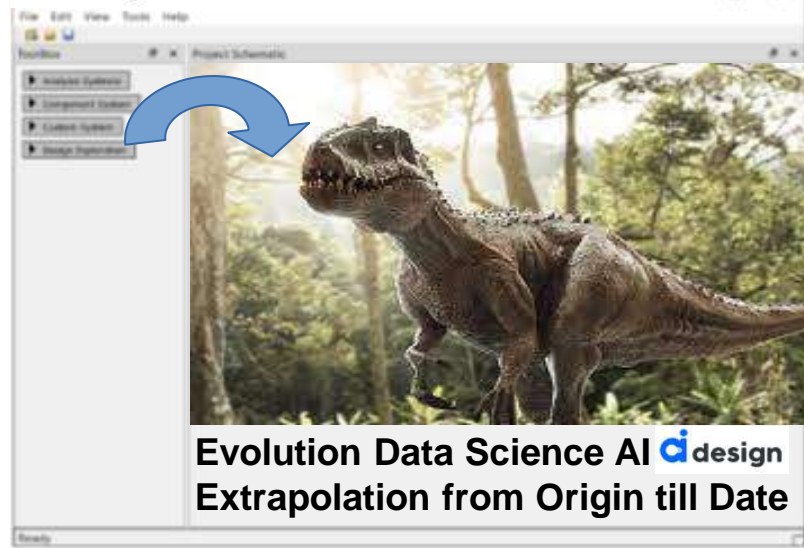 File Edit View Tools Help
Toolbox
Project Schematic
Analysis Systems
Component Systems
Custom Systems
Design Exploration
Evolution Data Science AI design
Extrapolation from Origin till Date
Ready